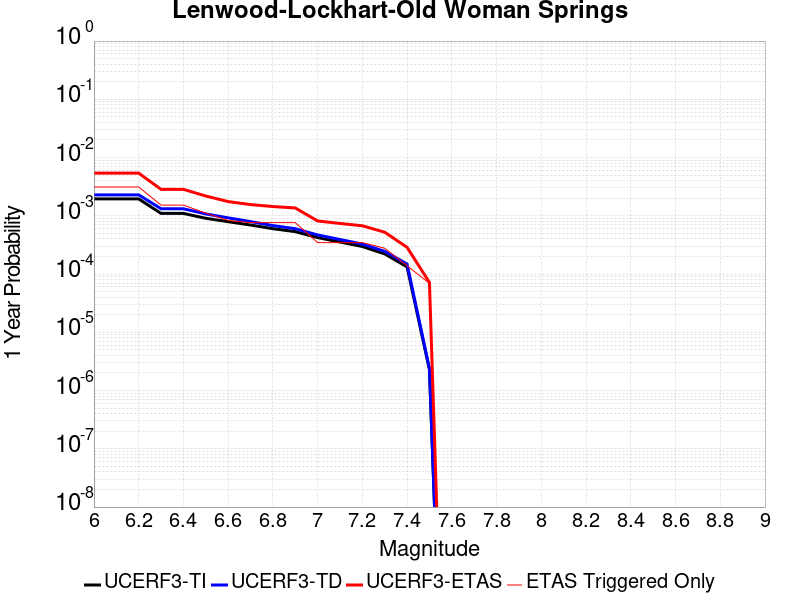 Lenwood-Lockhart-Old Woman Springs
10^0
10^-1
10^-2
10^-3
10^-4
10^-5
10^-6
10^-7
10^-8
1 Year Probability
6 6.2 6.4 6.6 6.8 7 7.2 7.4 7.6 7.8 8 8.2 8.4 8.6 8.8 9
Magnitude
UCERF3-TI UCERF3-TD UCERF3-ETAS ETAS Triggered Only